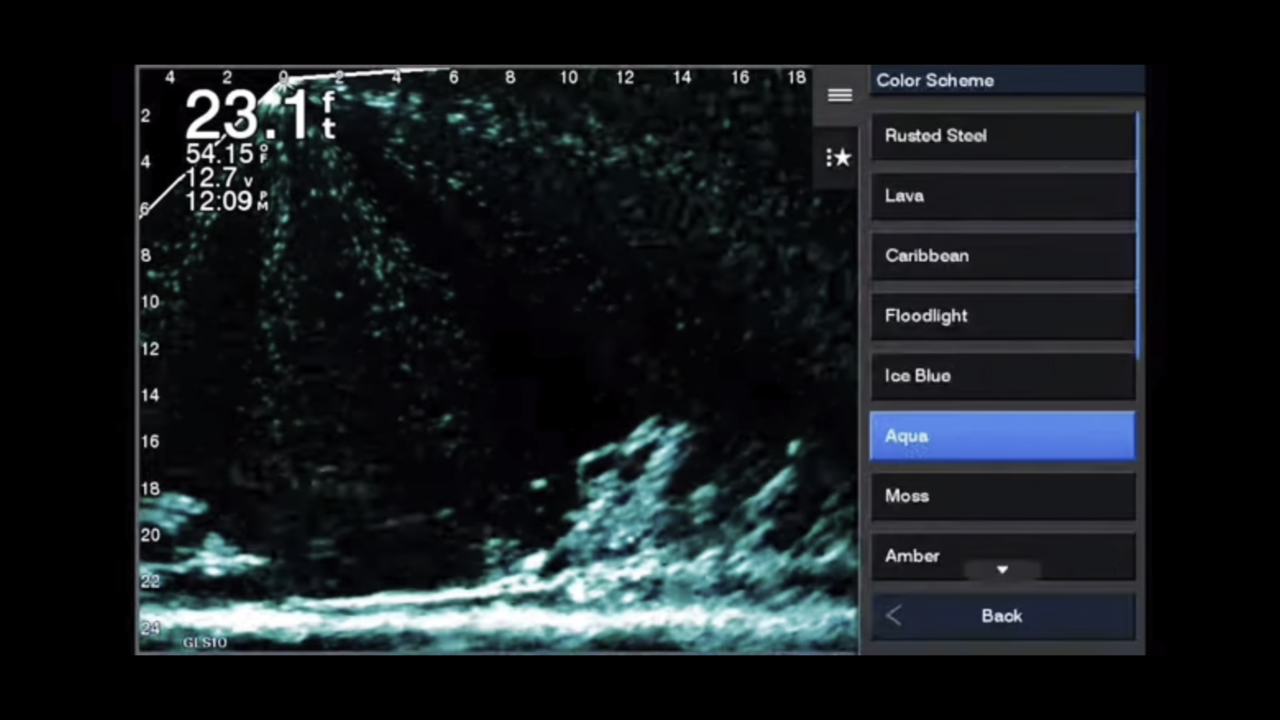 4 2 0 2 4 6 8 10 12 14 16 18
23.1 ft
54.15 °F
12.7 V
12:09 PM
2
4
6
8
10
12
14
16
18
20
22
24
GLS10
Color Scheme
Rusted Steel
Lava
Caribbean
Floodlight
Ice Blue
Aqua
Moss
Amber
Back